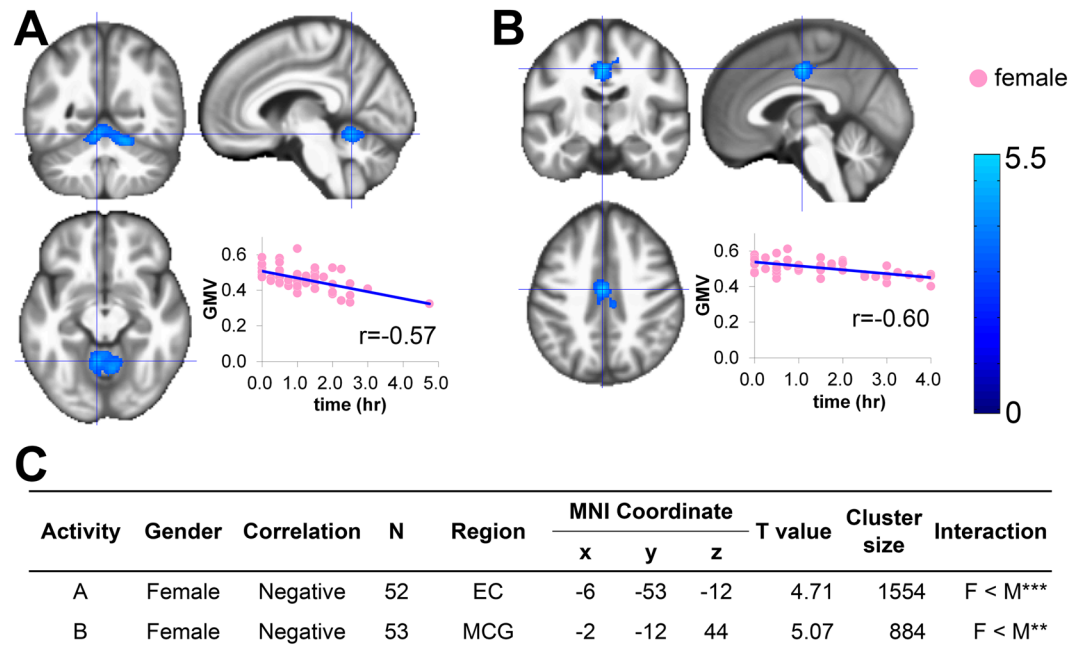 A
B
female
5.5
0
GMV
0.6
0.4
0.2
0.0
r=-0.57
0.0 1.0 2.0 3.0 4.0 5.0
time (hr)
GMV
0.6
0.4
0.2
0.0
r=-0.60
0.0 1.0 2.0 3.0 4.0
time (hr)
C
Activity Gender Correlation N Region MNI Coordinate T value Cluster size Interaction
x y z
A Female Negative 52 EC -6 -53 -12 4.71 1554 F < M***
B Female Negative 53 MCG -2 -12 44 5.07 884 F < M**